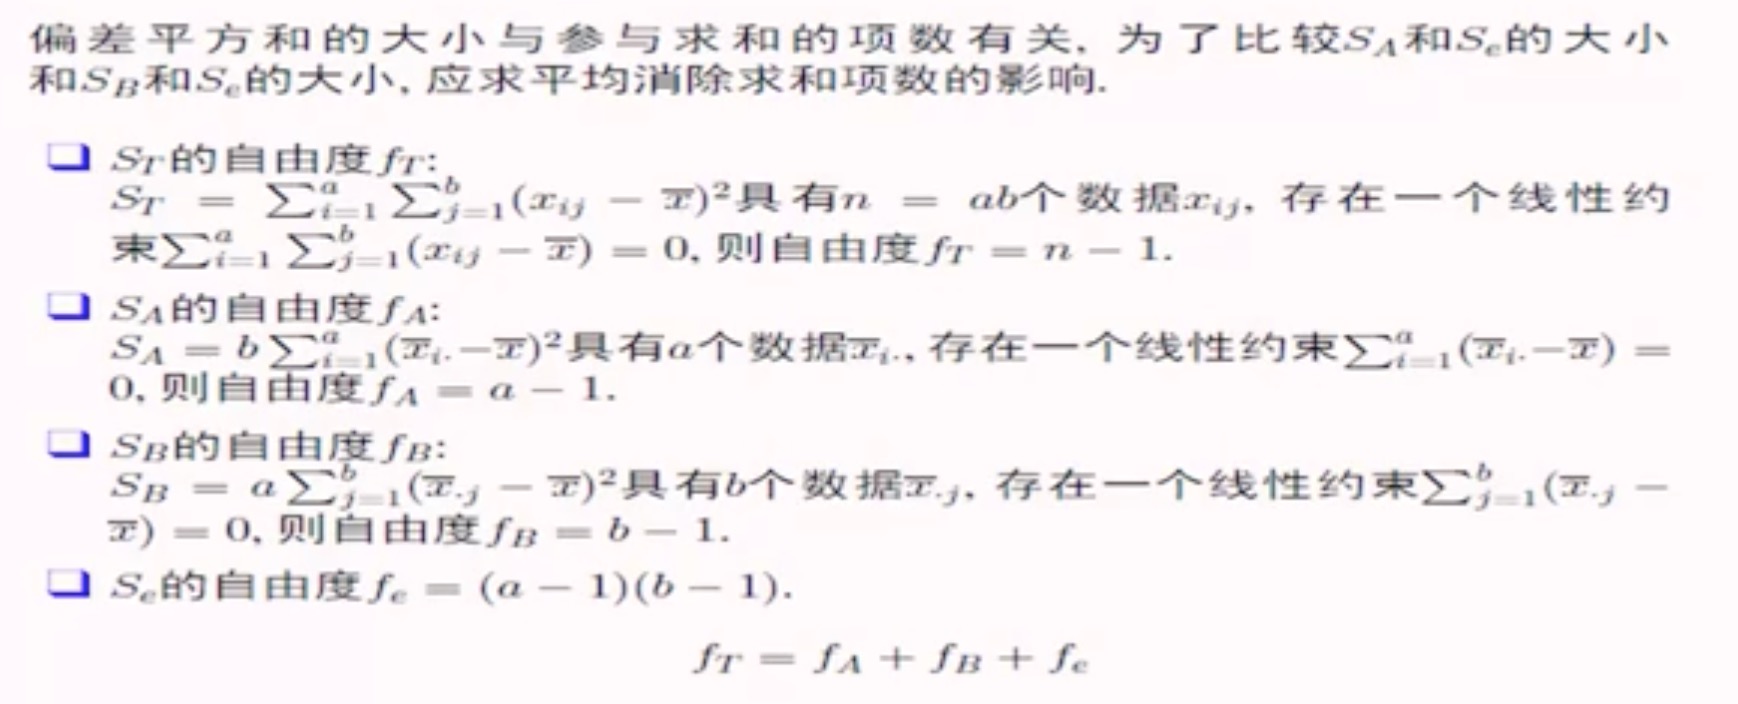 偏差平方和的大小与参与求和的项数有关, 为了比较$S_A$和$S_e$的大小
和$S_B$和$S_e$的大小, 应求平均消除求和项数的影响.
❑ $S_T$的自由度$f_T$:
$S_T = \sum_{i=1}^{a} \sum_{j=1}^{b} (x_{ij} - \overline{x})^2$具有$n = ab$个数据$x_{ij}$, 存在一个线性约
束$\sum_{i=1}^{a} \sum_{j=1}^{b} (x_{ij} - \overline{x}) = 0$, 则自由度$f_T = n - 1$.
❑ $S_A$的自由度$f_A$:
$S_A = b \sum_{i=1}^{a} (\overline{x}_{i\cdot} - \overline{x})^2$具有$a$个数据$\overline{x}_{i\cdot}$, 存在一个线性约束$\sum_{i=1}^{a} (\overline{x}_{i\cdot} - \overline{x}) =$
$0$, 则自由度$f_A = a - 1$.
❑ $S_B$的自由度$f_B$:
$S_B = a \sum_{j=1}^{b} (\overline{x}_{\cdot j} - \overline{x})^2$具有$b$个数据$\overline{x}_{\cdot j}$, 存在一个线性约束$\sum_{j=1}^{b} (\overline{x}_{\cdot j} -$
$\overline{x}) = 0$, 则自由度$f_B = b - 1$.
❑ $S_e$的自由度$f_e = (a - 1)(b - 1)$.
$f_T = f_A + f_B + f_e$